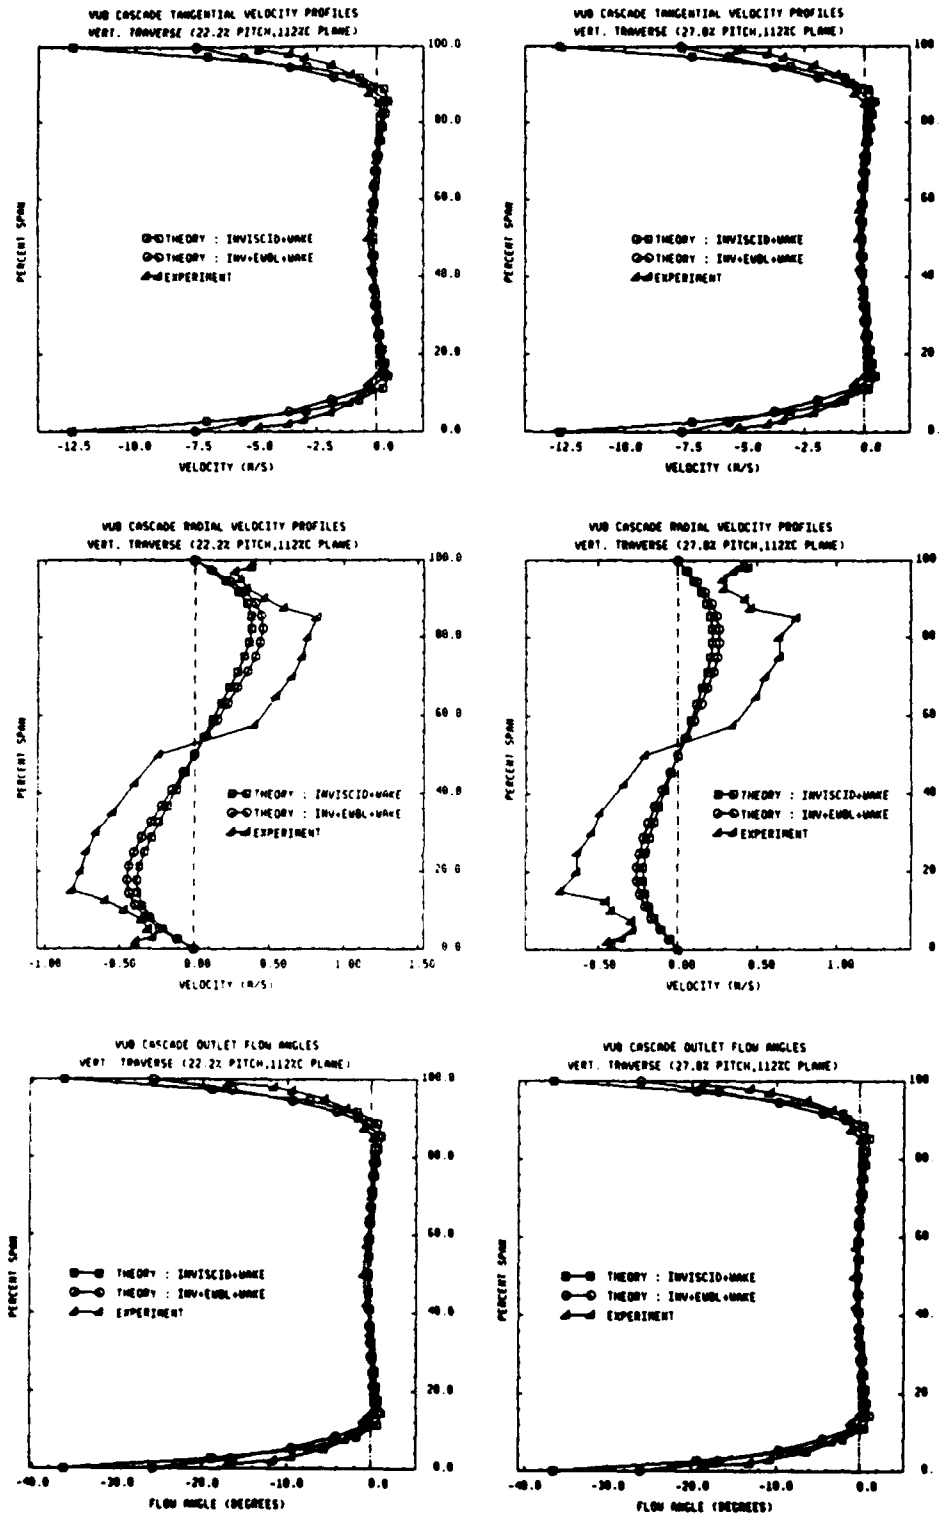 VUB CASCADE TANGENTIAL VELOCITY PROFILES
VERT. TRAVERSE (22.2% PITCH,112%C PLANE)
100.0
80.0
60.0
40.0
20.0
0.0
PERCENT SPAN
THEORY : INVISCID+WAKE
THEORY : INV+EWBL+WAKE
EXPERIMENT
-12.5 -7.5 -5.0 -2.5 0.0
VELOCITY (M/S)
VUB CASCADE TANGENTIAL VELOCITY PROFILES
VERT. TRAVERSE (27.8% PITCH,112%C PLANE)
100.
80.
60.
40.
20.
0.
PERCENT SPAN
THEORY : INVISCID+WAKE
THEORY : INV+EWBL+WAKE
EXPERIMENT
-12.5 -7.5 -5.0 -2.5 0.0
VELOCITY (M/S)
VUB CASCADE RADIAL VELOCITY PROFILES
VERT. TRAVERSE (22.2% PITCH,112%C PLANE)
100.0
80.0
60.0
40.0
20.0
0.0
PERCENT SPAN
THEORY : INVISCID+WAKE
THEORY : INV+EWBL+WAKE
EXPERIMENT
-1.00 -0.50 0.00 0.50 1.00 1.50
VELOCITY (M/S)
VUB CASCADE RADIAL VELOCITY PROFILES
VERT. TRAVERSE (27.8% PITCH,112%C PLANE)
100.
80.
60.
40.
20.
0.
PERCENT SPAN
THEORY : INVISCID+WAKE
THEORY : INV+EWBL+WAKE
EXPERIMENT
-0.50 0.00 0.50 1.00
VELOCITY (M/S)
VUB CASCADE OUTLET FLOW ANGLES
VERT. TRAVERSE (22.2% PITCH,112%C PLANE)
100.0
80.0
60.0
40.0
20.0
0.0
PERCENT SPAN
THEORY : INVISCID+WAKE
THEORY : INV+EWBL+WAKE
EXPERIMENT
-40.0 -30.0 -20.0 -10.0 0.0
FLOW ANGLE (DEGREES)
VUB CASCADE OUTLET FLOW ANGLES
VERT. TRAVERSE (27.8% PITCH,112%C PLANE)
100.
80.
60.
40.
20.
0.
PERCENT SPAN
THEORY : INVISCID+WAKE
THEORY : INV+EWBL+WAKE
EXPERIMENT
-40.0 -20.0 -10.0 0.0
FLOW ANGLE (DEGREES)